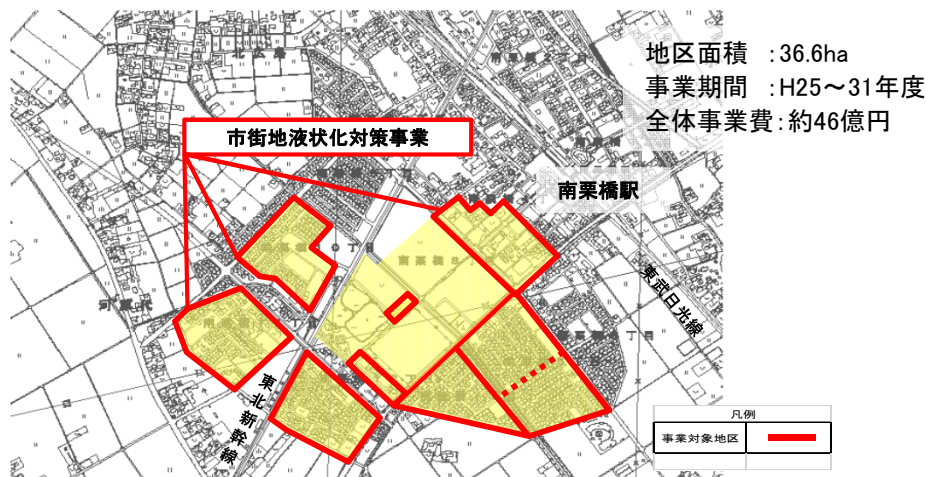 地区面積 :36.6ha
事業期間 :H25～31年度
全体事業費:約46億円
市街地液状化対策事業
南栗橋駅
東武日光線
東北新幹線
凡例
事業対象地区